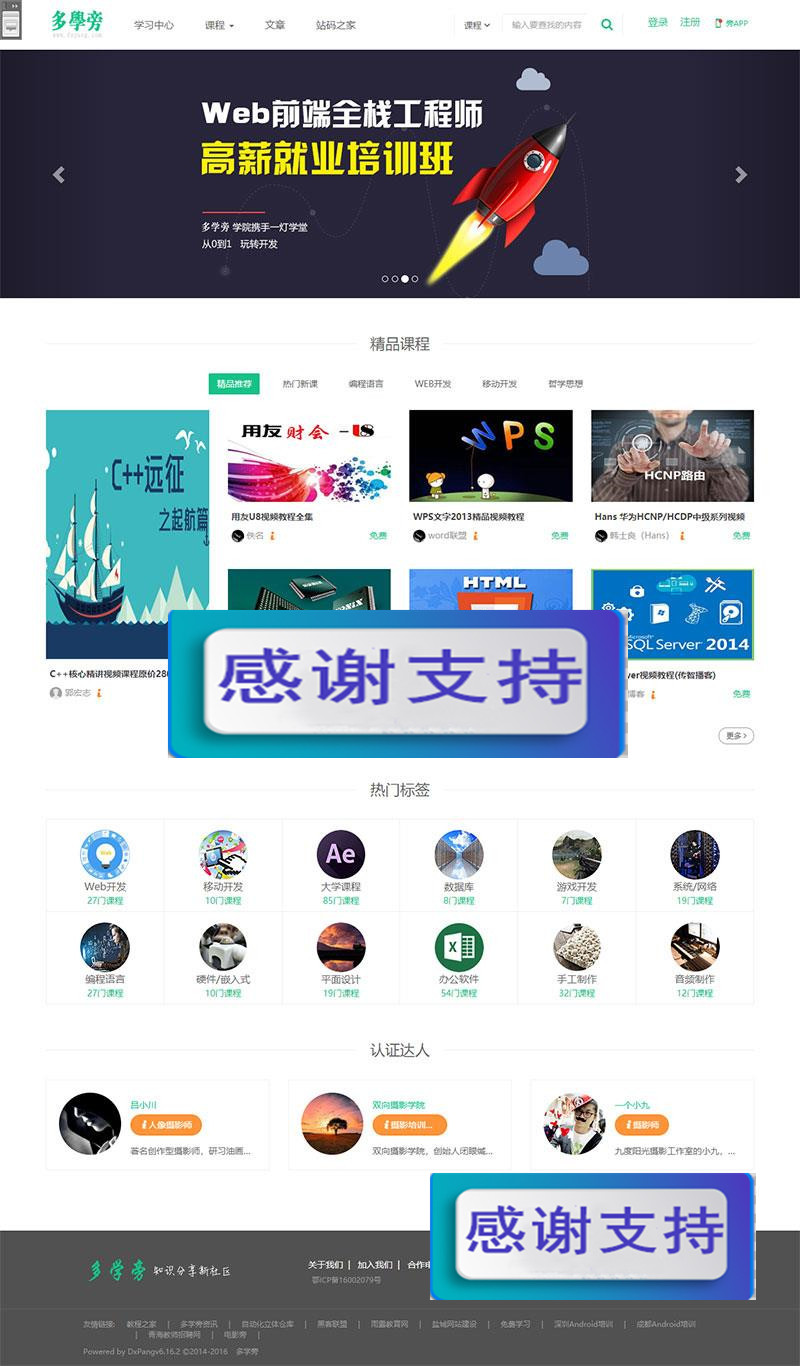 多學旁
学习中心 课程 文章 站码之家 课程 输入要查找的内容 登录 注册 旁APP
Web前端全栈工程师
高薪就业培训班
多学旁 学院携手一灯学堂
从0到1 玩转开发
精品课程
精品推荐 热门新课 编程语言 WEB开发 移动开发 哲学思想
C++远征
之起航篇
用友 财会 -U8
WPS
HCNP路由
用友U8视频教程全集
WPS文字2013精品视频教程
Hans 华为HCNP/HCDP中级系列视频
佚名 免费
word联盟 免费
韩士良（Hans） 免费
HTML
SQL Server 2014
感谢支持
C++核心精讲视频课程原价28
ver视频教程(传智播客)
郭宏志
博客 免费
更多
热门标签
Ae
Web开发 移动开发 大学课程 数据库 游戏开发 系统/网络
27门课程 10门课程 85门课程 8门课程 7门课程 19门课程
编程语言 硬件/嵌入式 平面设计 办公软件 手工制作 音频制作
27门课程 10门课程 19门课程 54门课程 32门课程 12门课程
认证达人
吕小川
人像摄影师
著名创作型摄影师，研习油画...
双向摄影学院
摄影培训...
双向摄影学院，创始人闭眼喊...
一个小九
摄影师
九度阳光摄影工作室的小九，...
感谢支持
多学旁 知识分享新社区
关于我们 | 加入我们 | 合作申
鄂ICP备16002079号
友情链接: 教程之家 | 多学旁资讯 | 自动化立体仓库 | 黑客联盟 | 雨露教育网 | 盐城网站建设 | 免费学习 | 深圳Android培训 | 成都Android培训
| 青海教师招聘网 | 电影旁 |
Powered by DxPangv6.16.2 ©2014-2016 多学旁